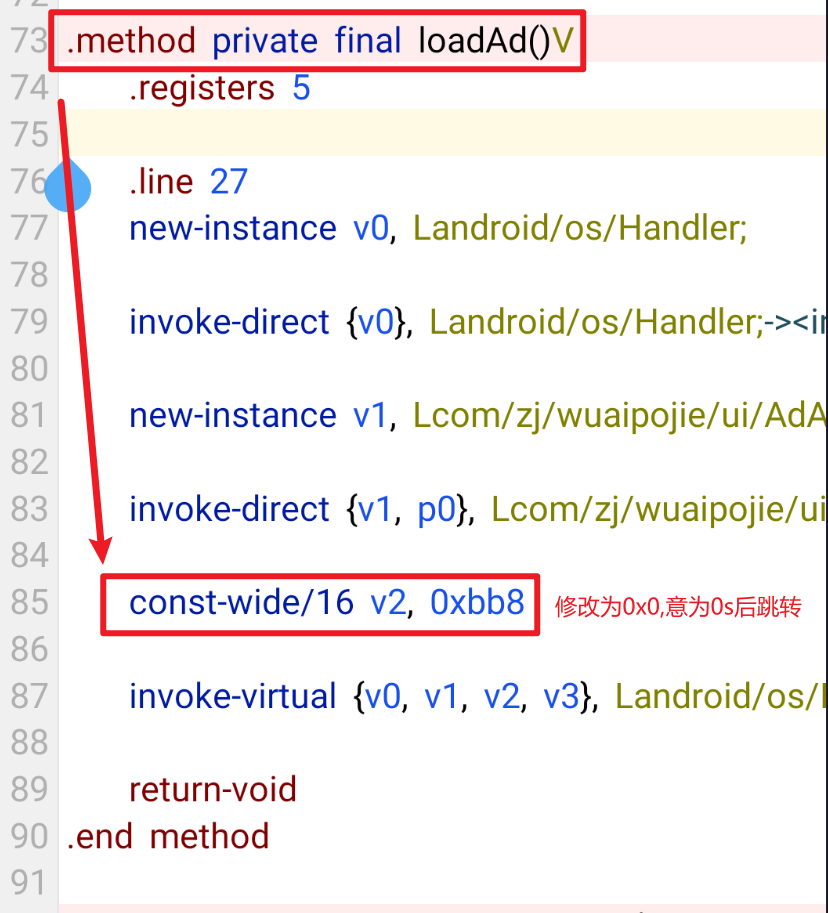 72
73 .method private final loadAd()V
74 .registers 5
75
76 .line 27
77 new-instance v0, Landroid/os/Handler;
78
79 invoke-direct {v0}, Landroid/os/Handler;-><in
80
81 new-instance v1, Lcom/zj/wuaipojie/ui/AdA
82
83 invoke-direct {v1, p0}, Lcom/zj/wuaipojie/ui
84
85 const-wide/16 v2, 0xbb8 修改为0x0,意为0s后跳转
86
87 invoke-virtual {v0, v1, v2, v3}, Landroid/os/
88
89 return-void
90 .end method
91